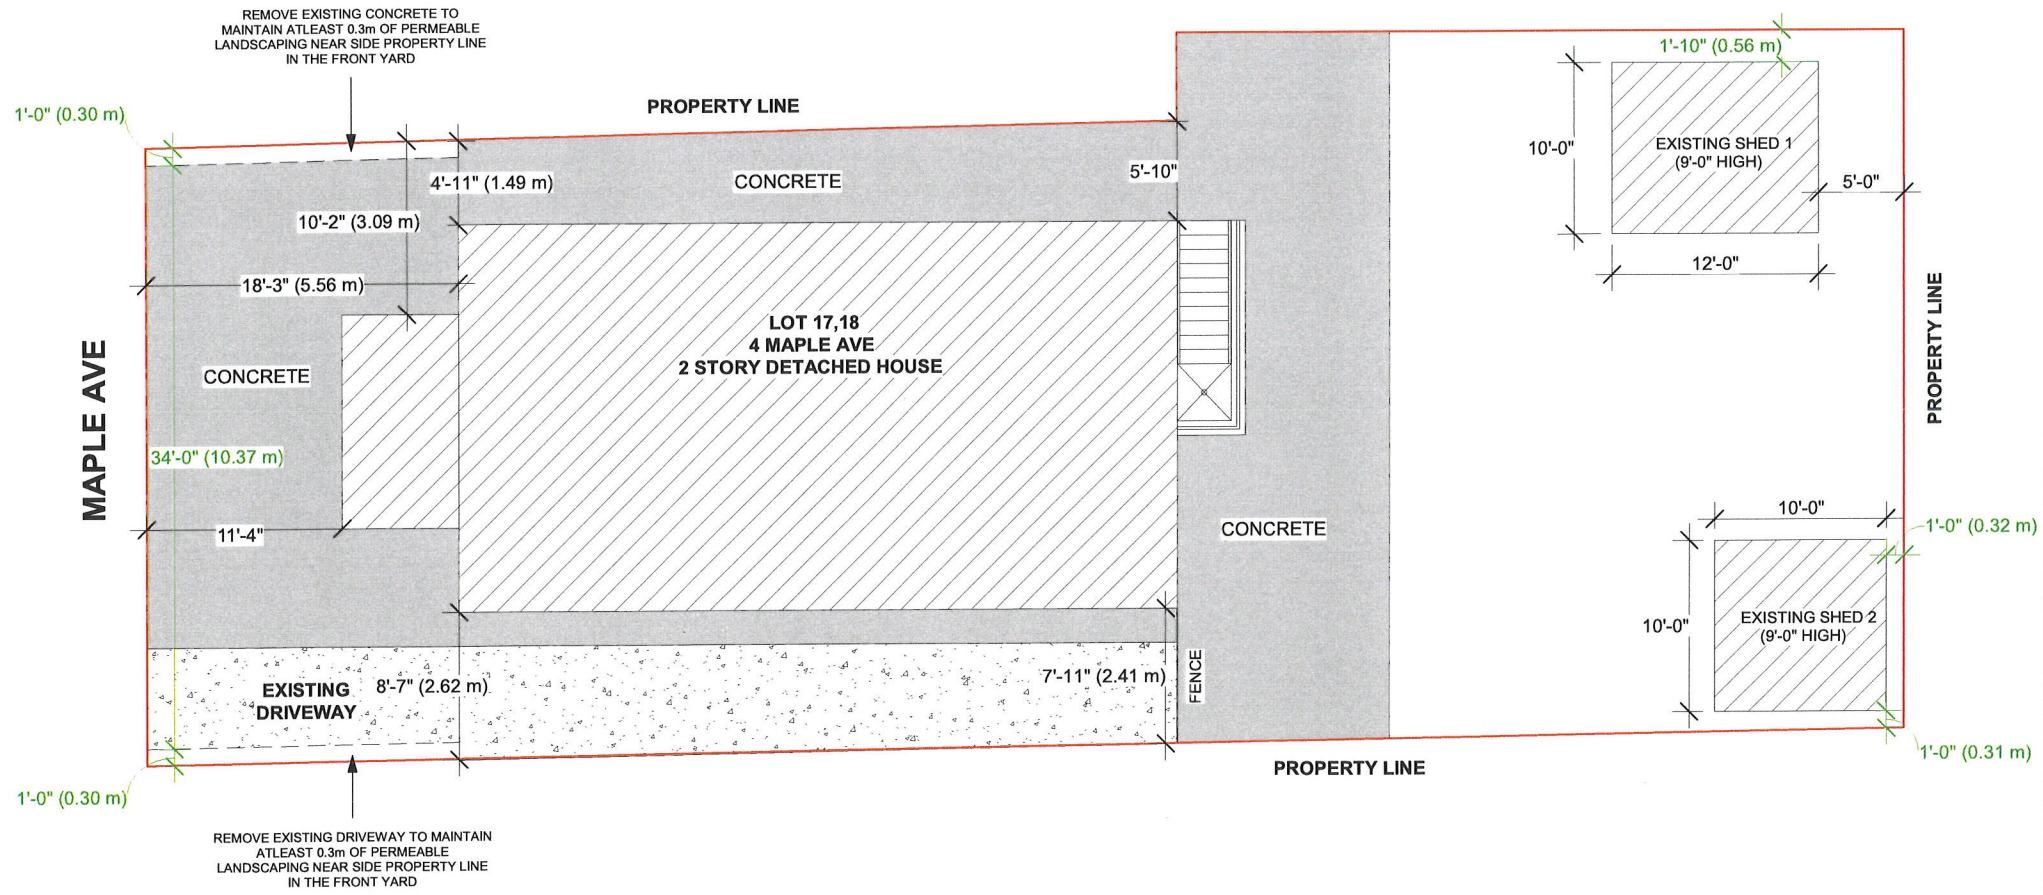 REMOVE EXISTING CONCRETE TO
MAINTAIN ATLEAST 0.3m OF PERMEABLE
LANDSCAPING NEAR SIDE PROPERTY LINE
IN THE FRONT YARD
1'-10" (0.56 m)
PROPERTY LINE
1'-0" (0.30 m)
EXISTING SHED 1
(9'-0" HIGH)
10'-0"
5'-10"
CONCRETE
4'-11" (1.49 m)
5'-0"
10'-2" (3.09 m)
12'-0"
18'-3" (5.56 m)
LOT 17,18
4 MAPLE AVE
2 STORY DETACHED HOUSE
PROPERTY LINE
CONCRETE
MAPLE AVE
34'-0" (10.37 m)
10'-0"
11'-4"
CONCRETE
1'-0" (0.32 m)
EXISTING SHED 2
(9'-0" HIGH)
10'-0"
FENCE
7'-11" (2.41 m)
8'-7" (2.62 m)
EXISTING
DRIVEWAY
1'-0" (0.31 m)
PROPERTY LINE
1'-0" (0.30 m)
REMOVE EXISTING DRIVEWAY TO MAINTAIN
ATLEAST 0.3m OF PERMEABLE
LANDSCAPING NEAR SIDE PROPERTY LINE
IN THE FRONT YARD